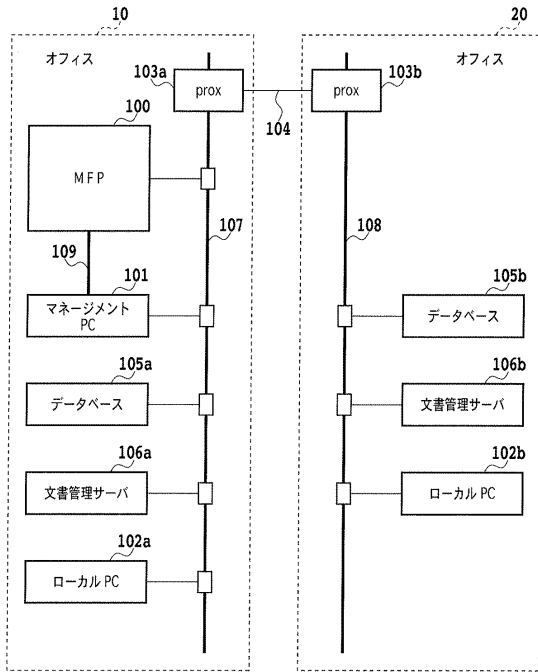 10
20
オフィス
オフィス
103a
prox
prox
103b
104
100
MFP
107
108
109
101
マネージメント
PC
105b
データベース
105a
データベース
106b
文書管理サーバ
106a
文書管理サーバ
102b
ローカル PC
102a
ローカル PC